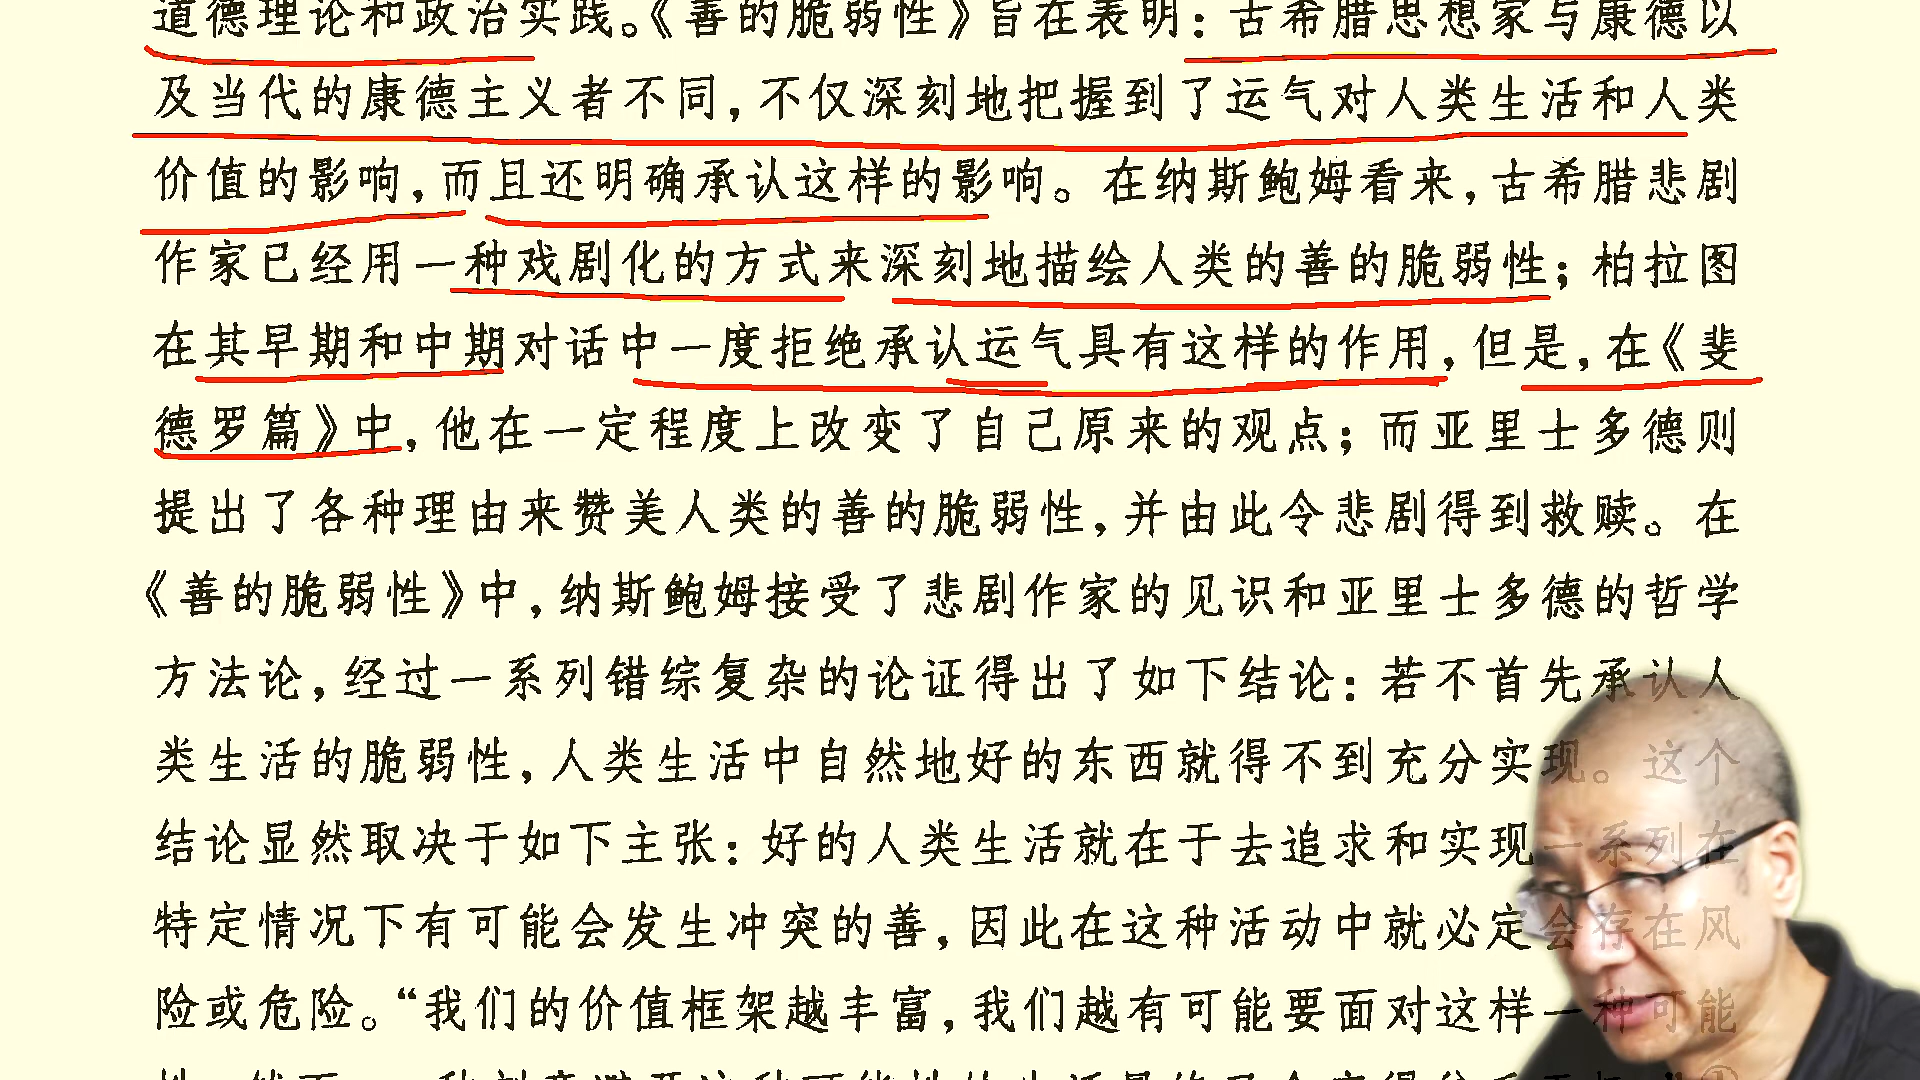 道德理论和政治实践。《善的脆弱性》旨在表明：古希腊思想家与康德以
及当代的康德主义者不同，不仅深刻地把握到了运气对人类生活和人类
价值的影响，而且还明确承认这样的影响。在纳斯鲍姆看来，古希腊悲剧
作家已经用一种戏剧化的方式来深刻地描绘人类的善的脆弱性；柏拉图
在其早期和中期对话中一度拒绝承认运气具有这样的作用，但是，在《斐
德罗篇》中，他在一定程度上改变了自己原来的观点；而亚里士多德则
提出了各种理由来赞美人类的善的脆弱性，并由此令悲剧得到救赎。在
《善的脆弱性》中，纳斯鲍姆接受了悲剧作家的见识和亚里士多德的哲学
方法论，经过一系列错综复杂的论证得出了如下结论：若不首先承认人
类生活的脆弱性，人类生活中自然地好的东西就得不到充分实现。这个
结论显然取决于如下主张：好的人类生活就在于去追求和实现一系列在
特定情况下有可能会发生冲突的善，因此在这种活动中就必定会存在风
险或危险。“我们的价值框架越丰富，我们越有可能要面对这样一种可能